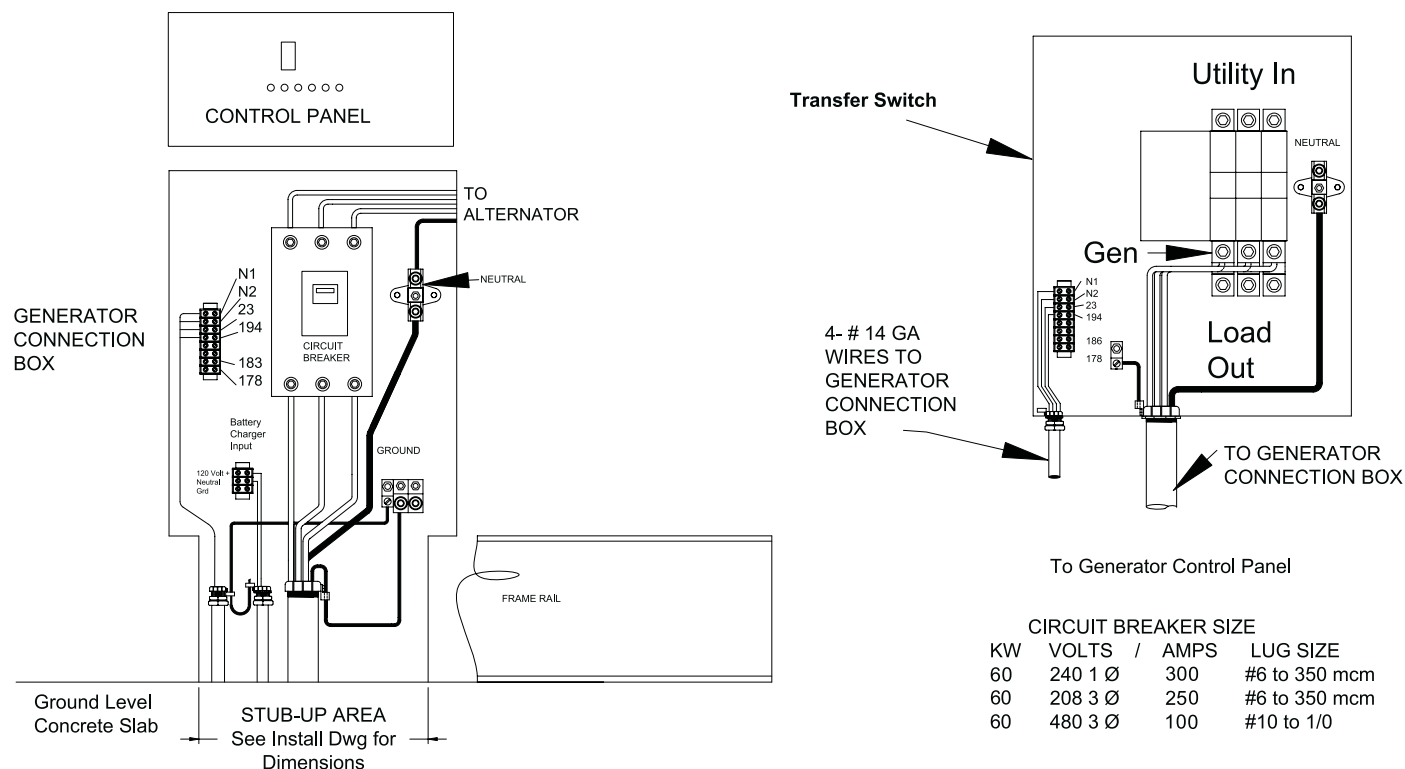 CONTROL PANEL
TO
ALTERNATOR
N1
N2
23
194
183
178
GENERATOR
CONNECTION
BOX
CIRCUIT
BREAKER
NEUTRAL
Battery
Charger
Input
120 Volt +
Neutral
Grd
GROUND
FRAME RAIL
Ground Level
Concrete Slab
STUB-UP AREA
See Install Dwg for
Dimensions
Transfer Switch
Utility In
NEUTRAL
Gen
N1
N2
23
194
186
178
Load
Out
4- # 14 GA
WIRES TO
GENERATOR
CONNECTION
BOX
TO GENERATOR
CONNECTION BOX
To Generator Control Panel
CIRCUIT BREAKER SIZE
KW VOLTS / AMPS LUG SIZE
60 240 1 Ø 300 #6 to 350 mcm
60 208 3 Ø 250 #6 to 350 mcm
60 480 3 Ø 100 #10 to 1/0